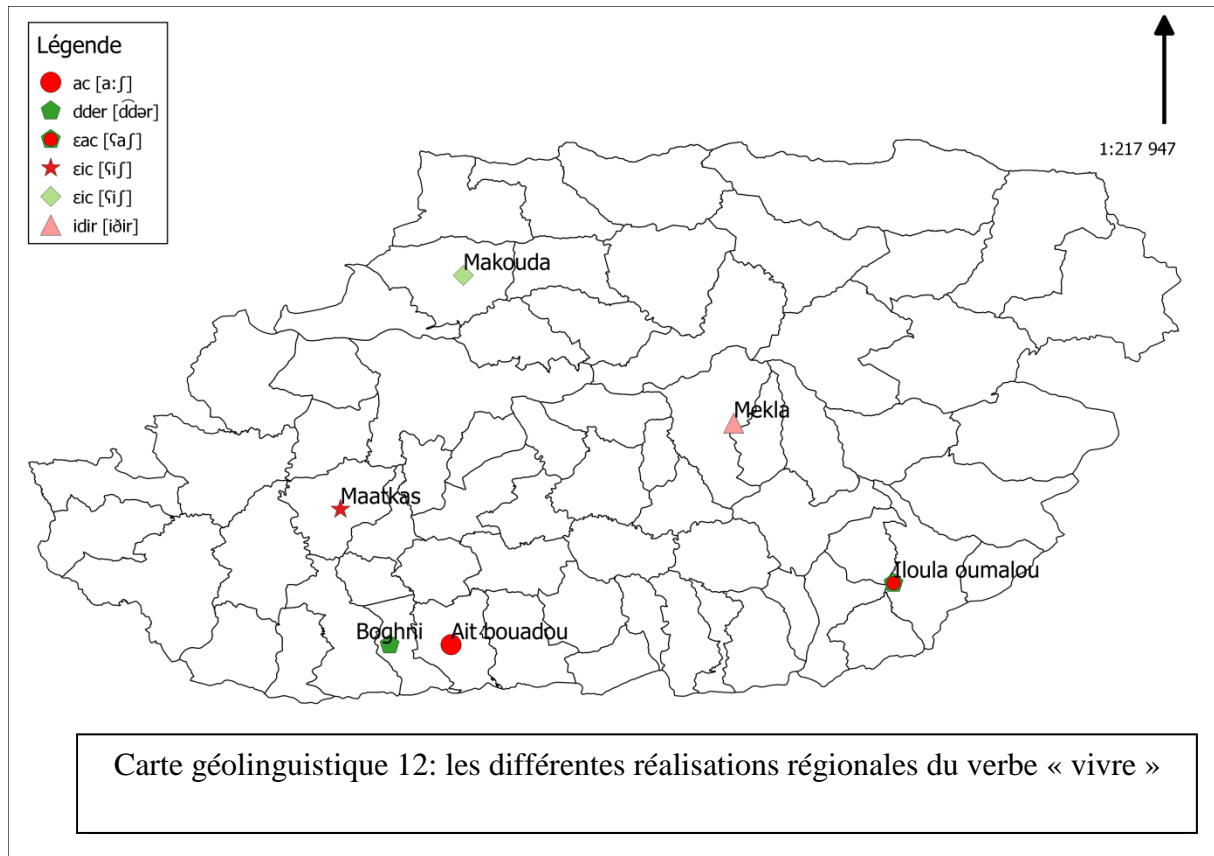 Légende
ac [a:ʃ]
dder [d͡dər]
ɛac [ʕaʃ]
ɛic [ʕiʃ]
ɛic [ʕiʃ]
idir [iðir]
1:217 947
Makouda
Mekla
Maatkas
Iloula oumalou
Boghni
Ait bouadou
Carte géolinguistique 12: les différentes réalisations régionales du verbe « vivre »